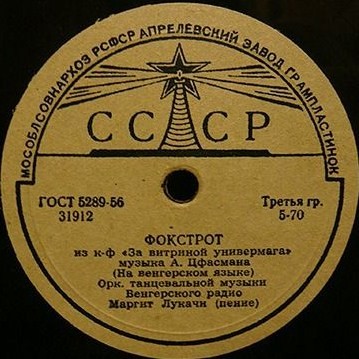 МОСОБЛСОВНАРХОЗ РСФСР АПРЕЛЕВСКИЙ ЗАВОД ГРАМПЛАСТИНОК
СССР
ГОСТ 5289-56
31912
Третья гр.
5-70
ФОКСТРОТ
из к-ф «За витриной универмага»
музыка А. Цфасмана
(На венгерском языке)
Орк. танцевальной музыки
Венгерского радио
Маргит Лукачи (пение)